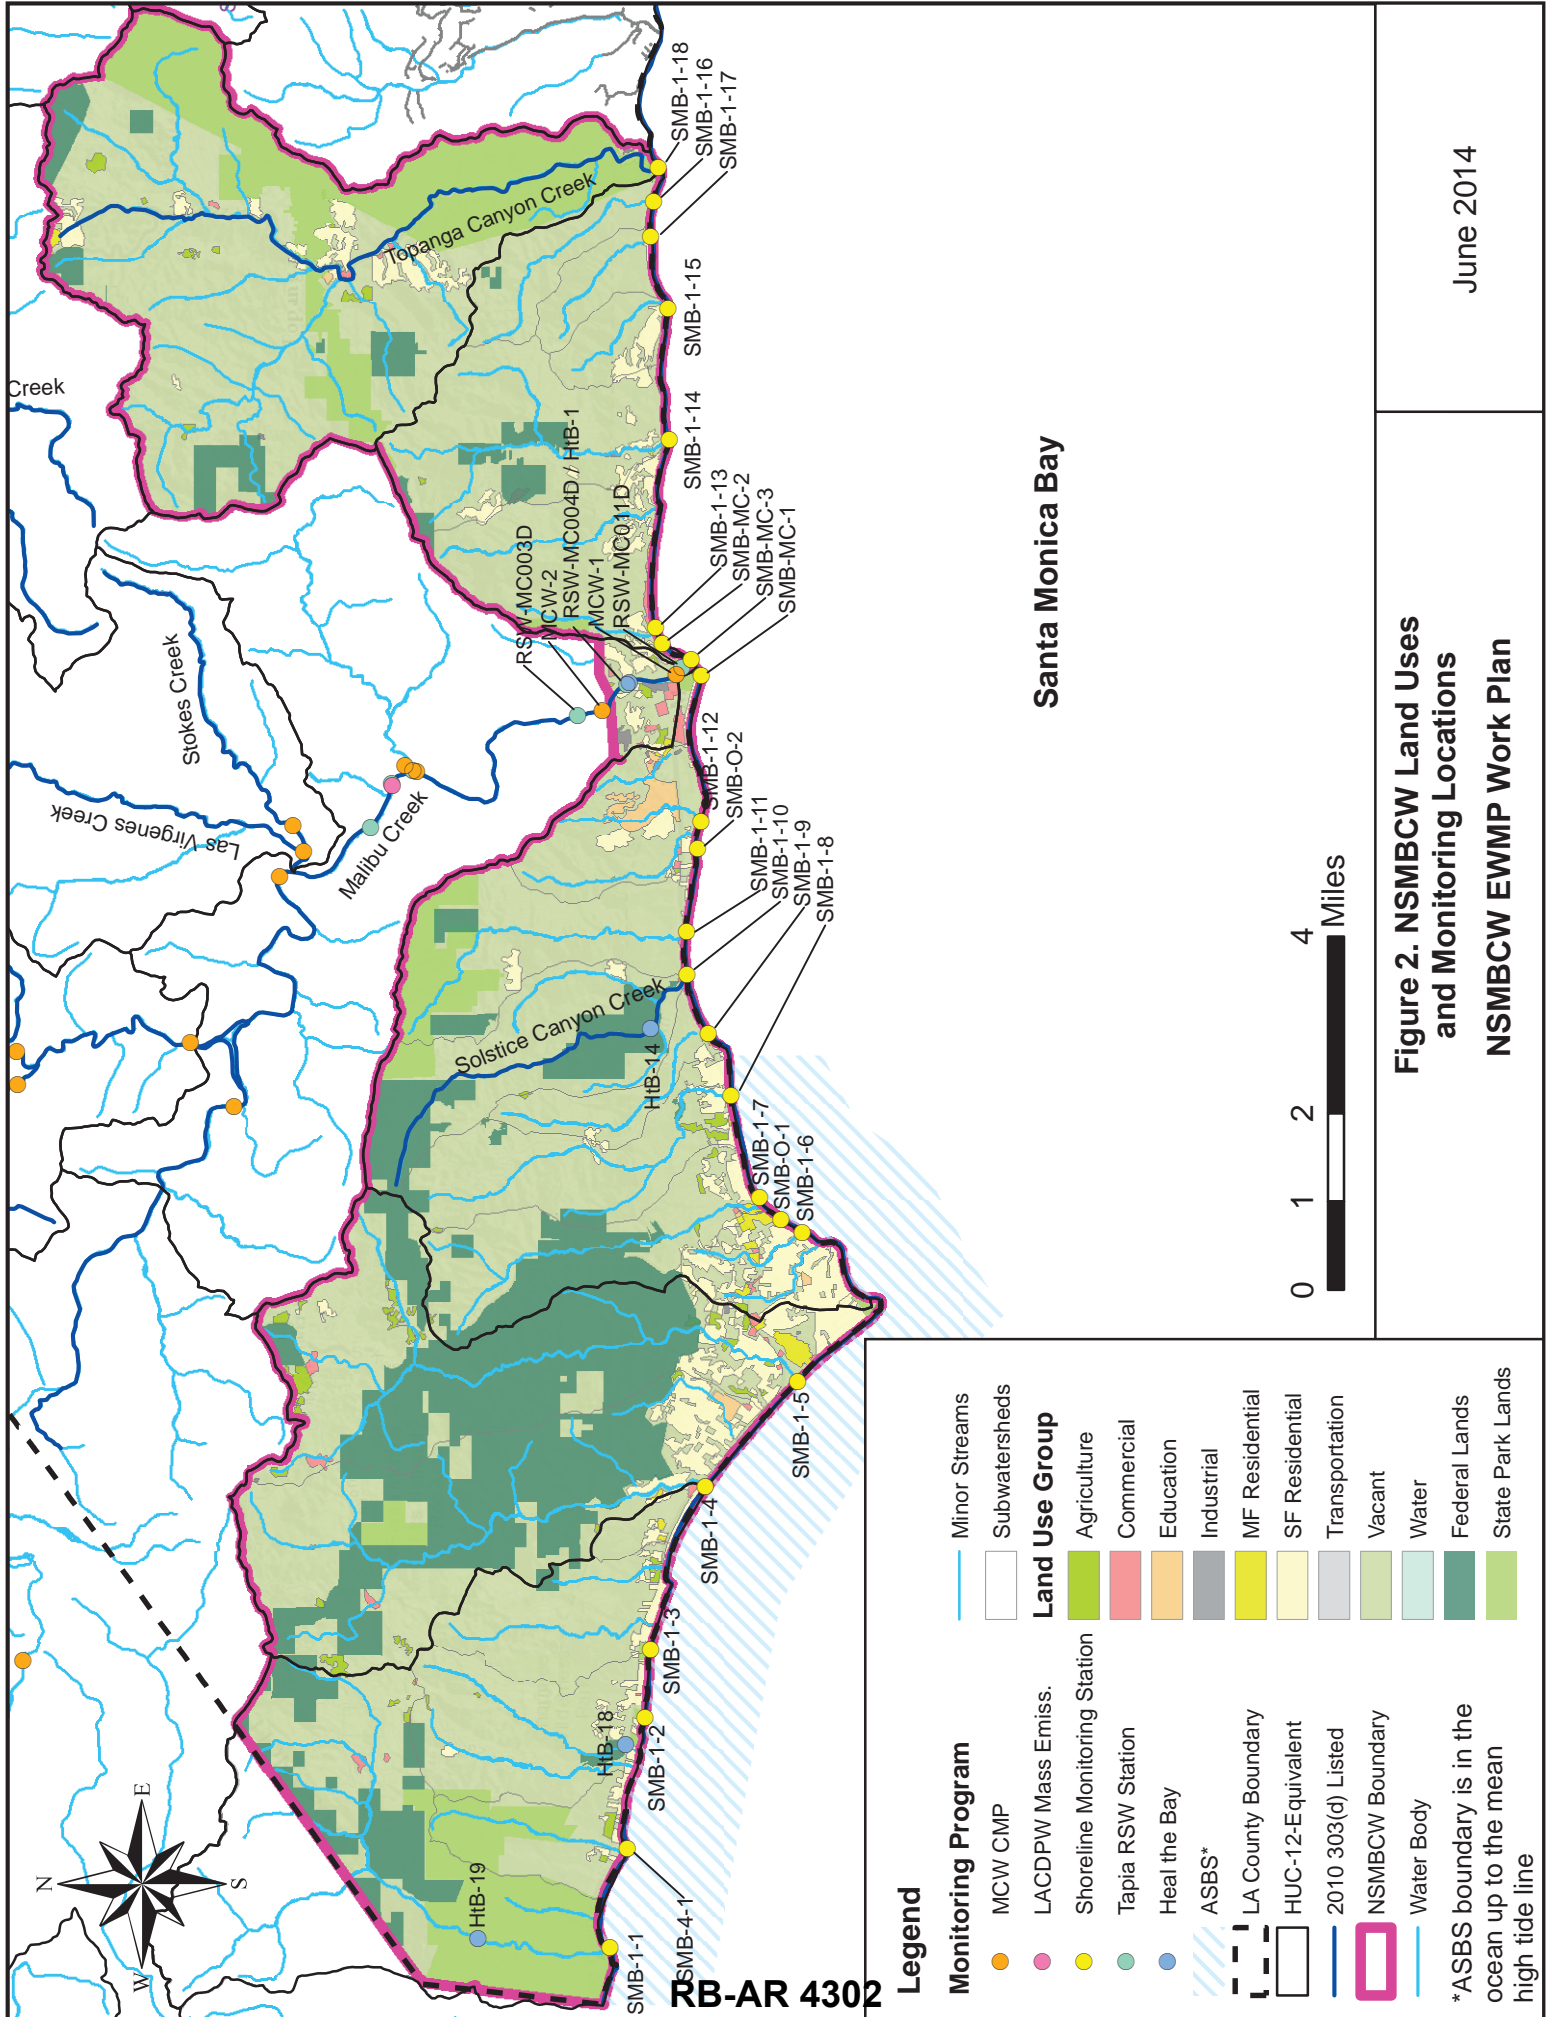 Creek
Stokes Creek
Las Virgenes Creek
Malibu Creek
Topanga Canyon Creek
Solstice Canyon Creek
SMB-1-18
SMB-1-16
SMB-1-17
SMB-1-15
SMB-1-14
SMB-1-13
SMB-MC-2
SMB-MC-3
SMB-MC-1
RSW-MC003D
MCW-2
RSW-MC004D / HtB-1
MCW-1
RSW-MC011D
SMB-1-12
SMB-O-2
SMB-1-11
SMB-1-10
SMB-1-9
SMB-1-8
HtB-14
SMB-1-7
SMB-O-1
SMB-1-6
SMB-1-5
SMB-1-4
SMB-1-3
SMB-1-2
HtB-18
SMB-4-1
SMB-1-1
HtB-19
N
E
S
W
Santa Monica Bay
0 1 2 4
Miles
Legend
Monitoring Program
MCW CMP
LACDPW Mass Emiss.
Shoreline Monitoring Station
Tapia RSW Station
Heal the Bay
ASBS*
LA County Boundary
HUC-12-Equivalent
2010 303(d) Listed
NSMBCW Boundary
Water Body
*ASBS boundary is in the
ocean up to the mean
high tide line
Minor Streams
Subwatersheds
Land Use Group
Agriculture
Commercial
Education
Industrial
MF Residential
SF Residential
Transportation
Vacant
Water
Federal Lands
State Park Lands
Figure 2. NSMBCW Land Uses
and Monitoring Locations
NSMBCW EWMP Work Plan
June 2014
RB-AR 4302